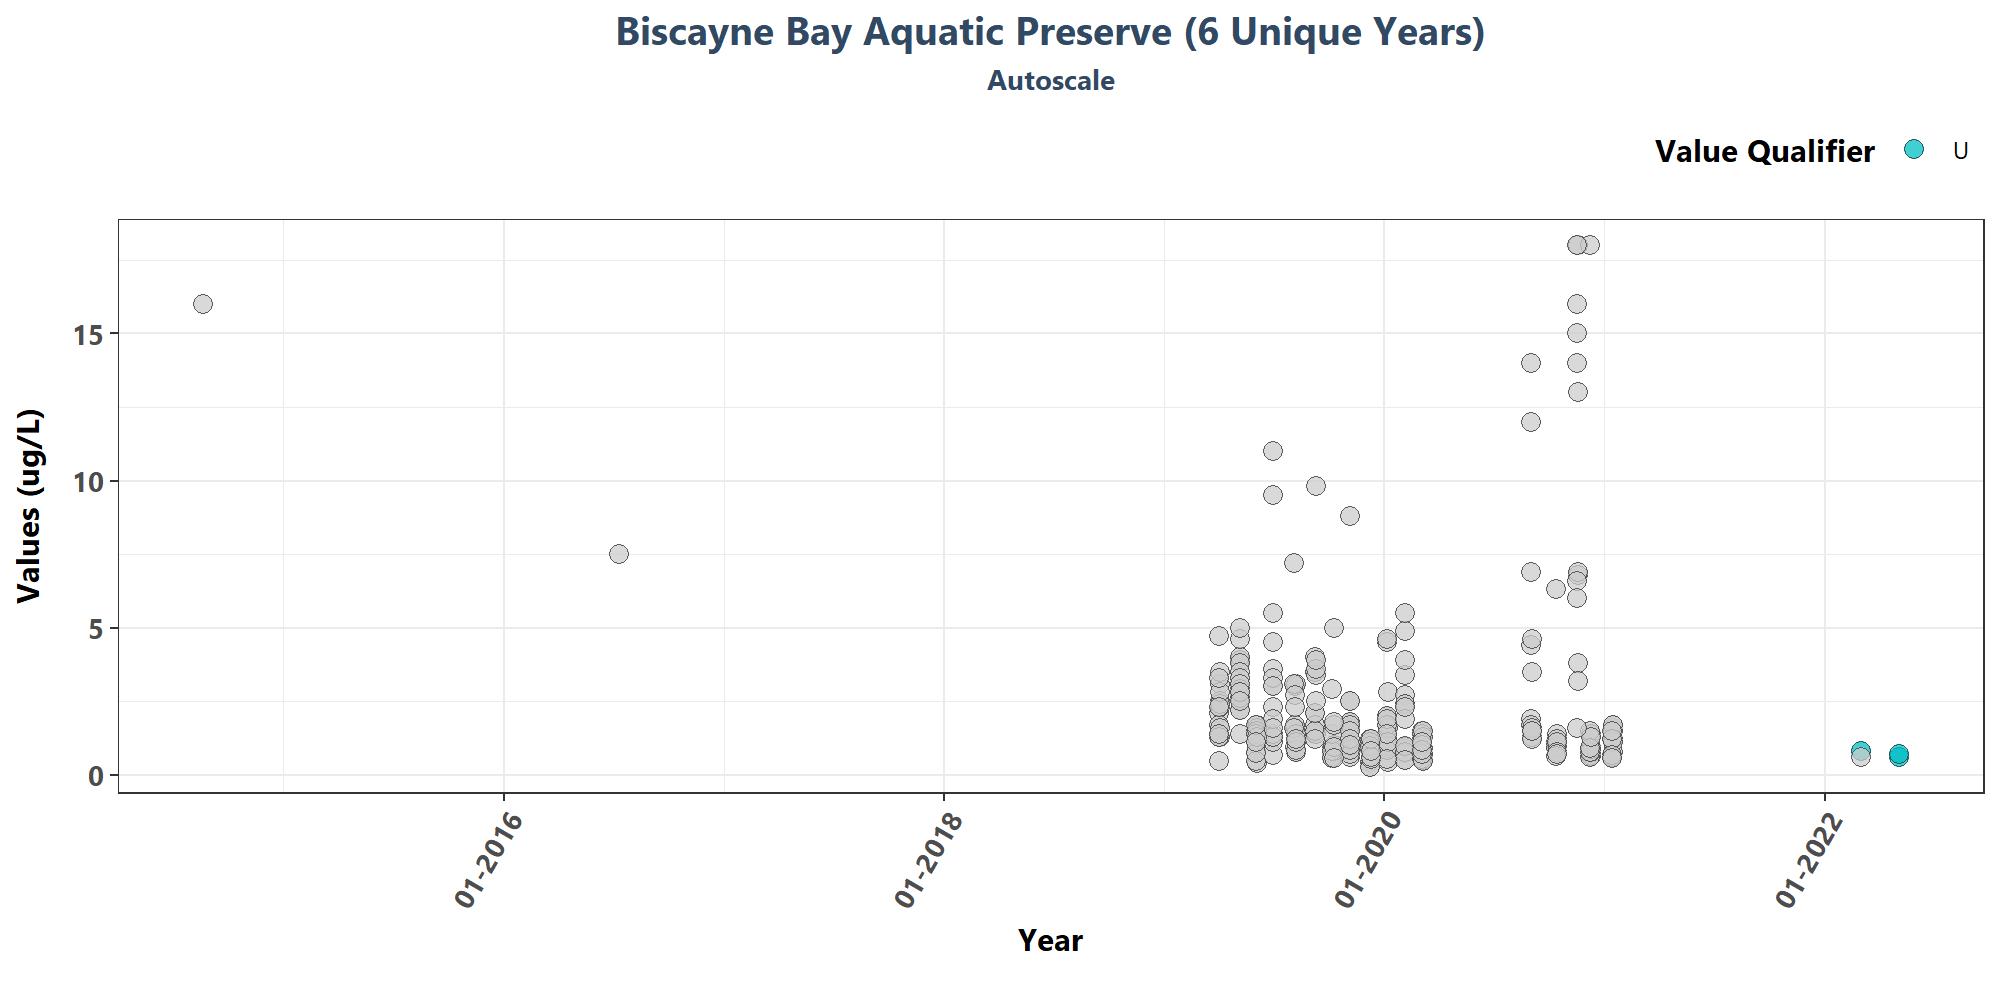 Biscayne Bay Aquatic Preserve (6 Unique Years)
Autoscale
Value Qualifier U
Values (ug/L)
15
10
5
0
01-2016
01-2018
01-2020
01-2022
Year